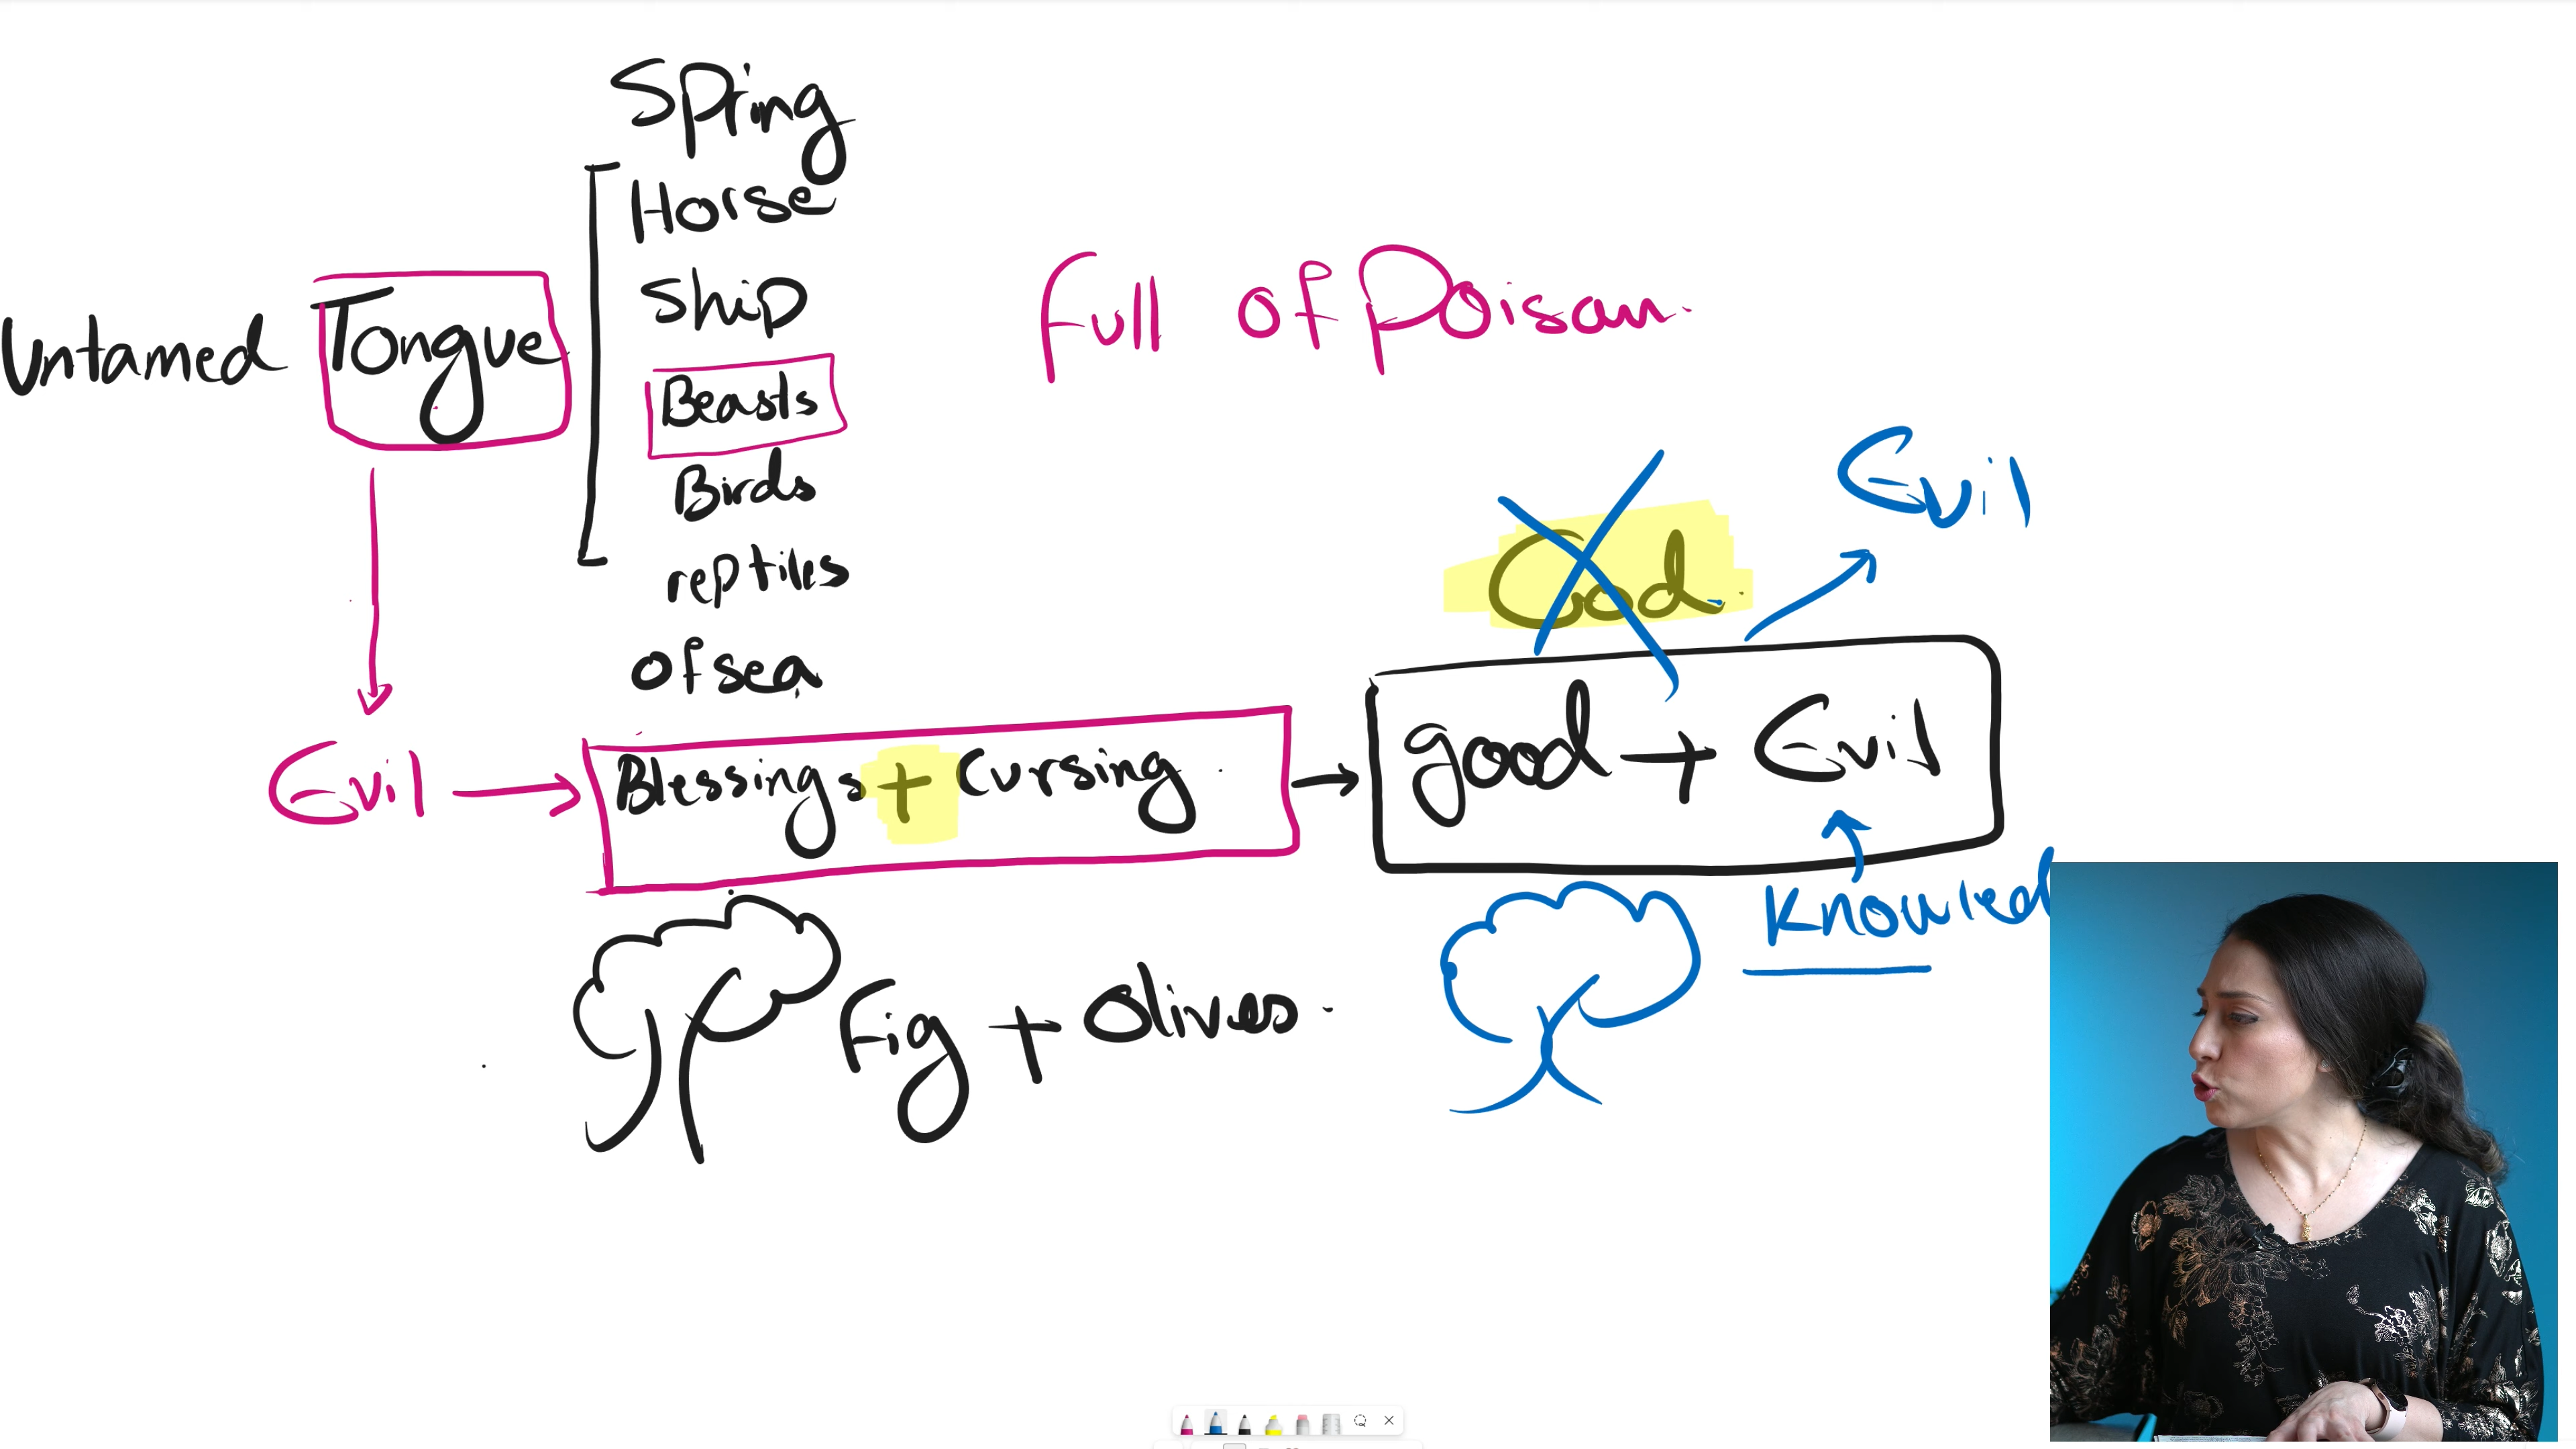 Spring
Horse
Ship
Untamed Tongue
Full of Poison.
Beasts
Birds
Evil
reptiles
God.
of sea
Evil
Blessings + Cursing.
good + Evil
Knowled
Fig + Olives.